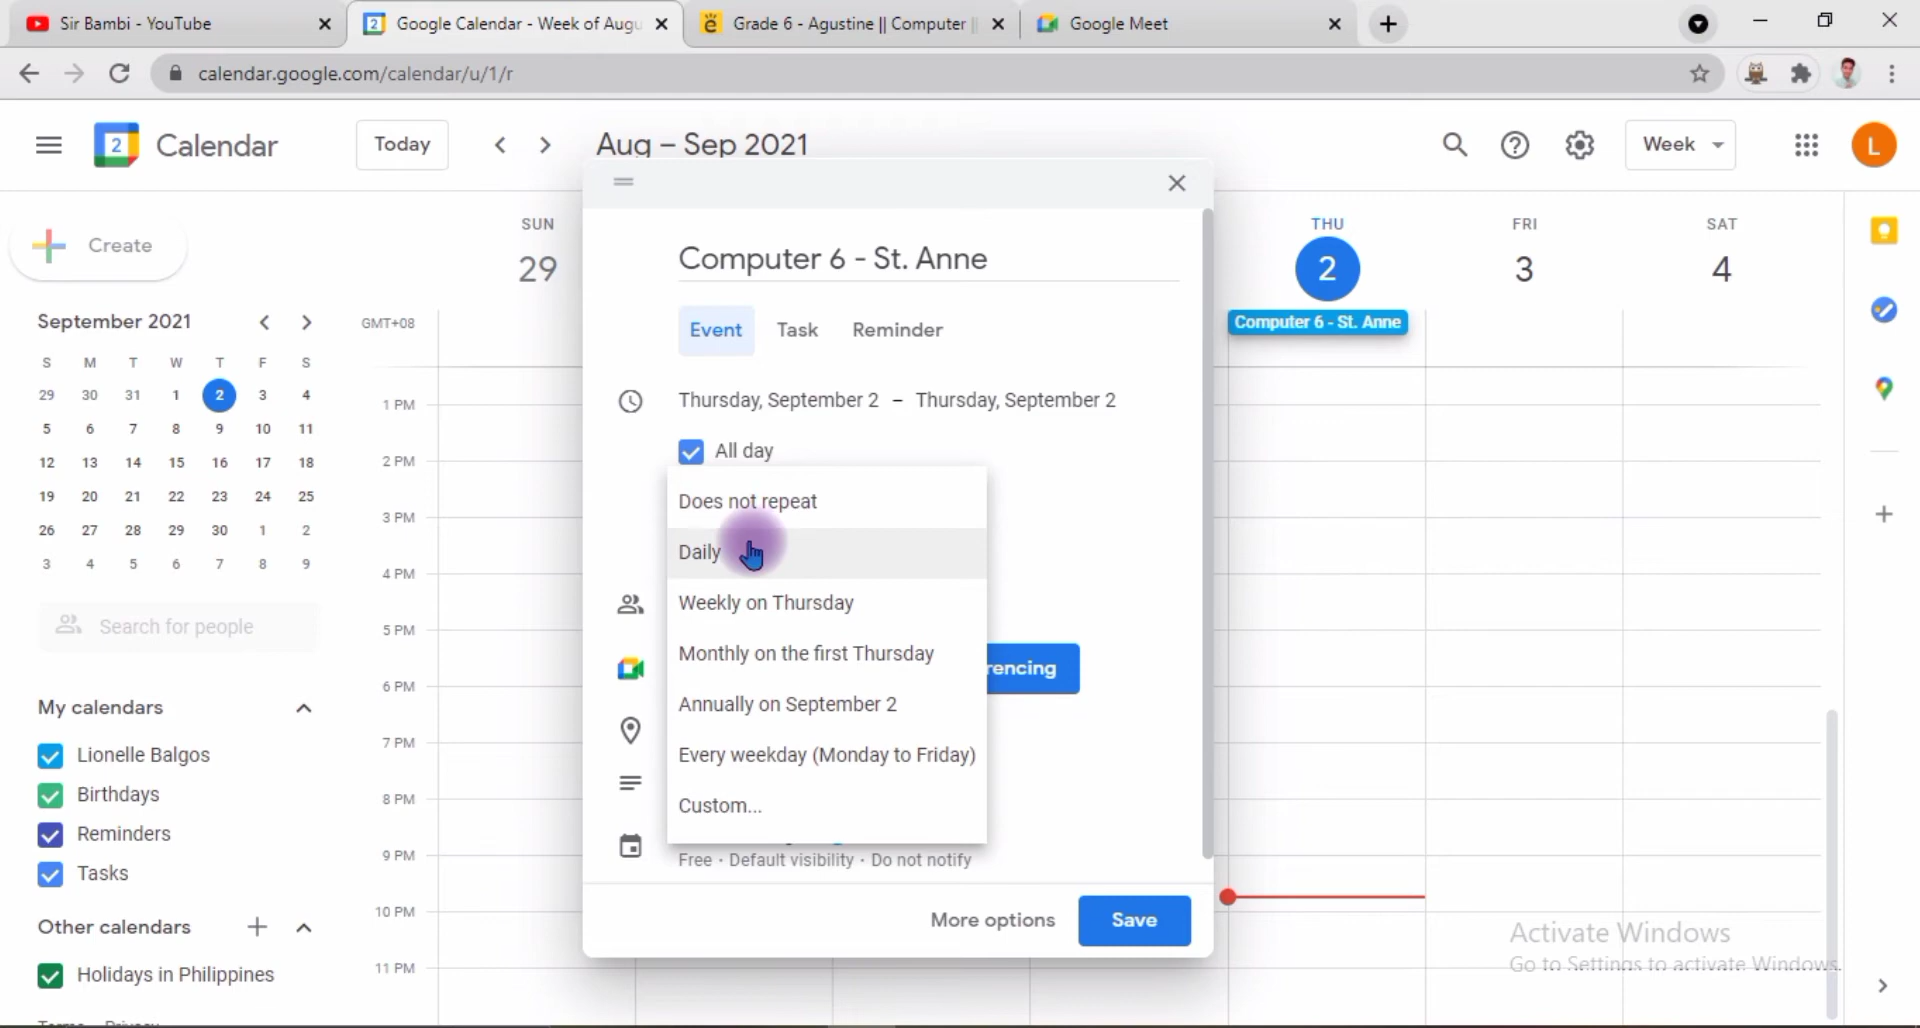 Sir Bambi - YouTube
Google Calendar - Week of Augu
Grade 6 - Agustine || Computer |
Google Meet
calendar.google.com/calendar/u/1/r
2 Calendar
Today
Aug – Sep 2021
Week
L
Create
SUN
29
THU
2
FRI
3
SAT
4
Computer 6 - St. Anne
Event Task Reminder
Thursday, September 2 – Thursday, September 2
All day
Does not repeat
Daily
Weekly on Thursday
Monthly on the first Thursday
Annually on September 2
Every weekday (Monday to Friday)
Custom...
rencing
Free · Default visibility · Do not notify
More options
Save
Computer 6 - St. Anne
September 2021
S M T W T F S
29 30 31 1 2 3 4
5 6 7 8 9 10 11
12 13 14 15 16 17 18
19 20 21 22 23 24 25
26 27 28 29 30 1 2
3 4 5 6 7 8 9
Search for people
My calendars
Lionelle Balgos
Birthdays
Reminders
Tasks
Other calendars
Holidays in Philippines
Terms – Privacy
GMT+08
1 PM
2 PM
3 PM
4 PM
5 PM
6 PM
7 PM
8 PM
9 PM
10 PM
11 PM
Activate Windows
Go to Settings to activate Windows.